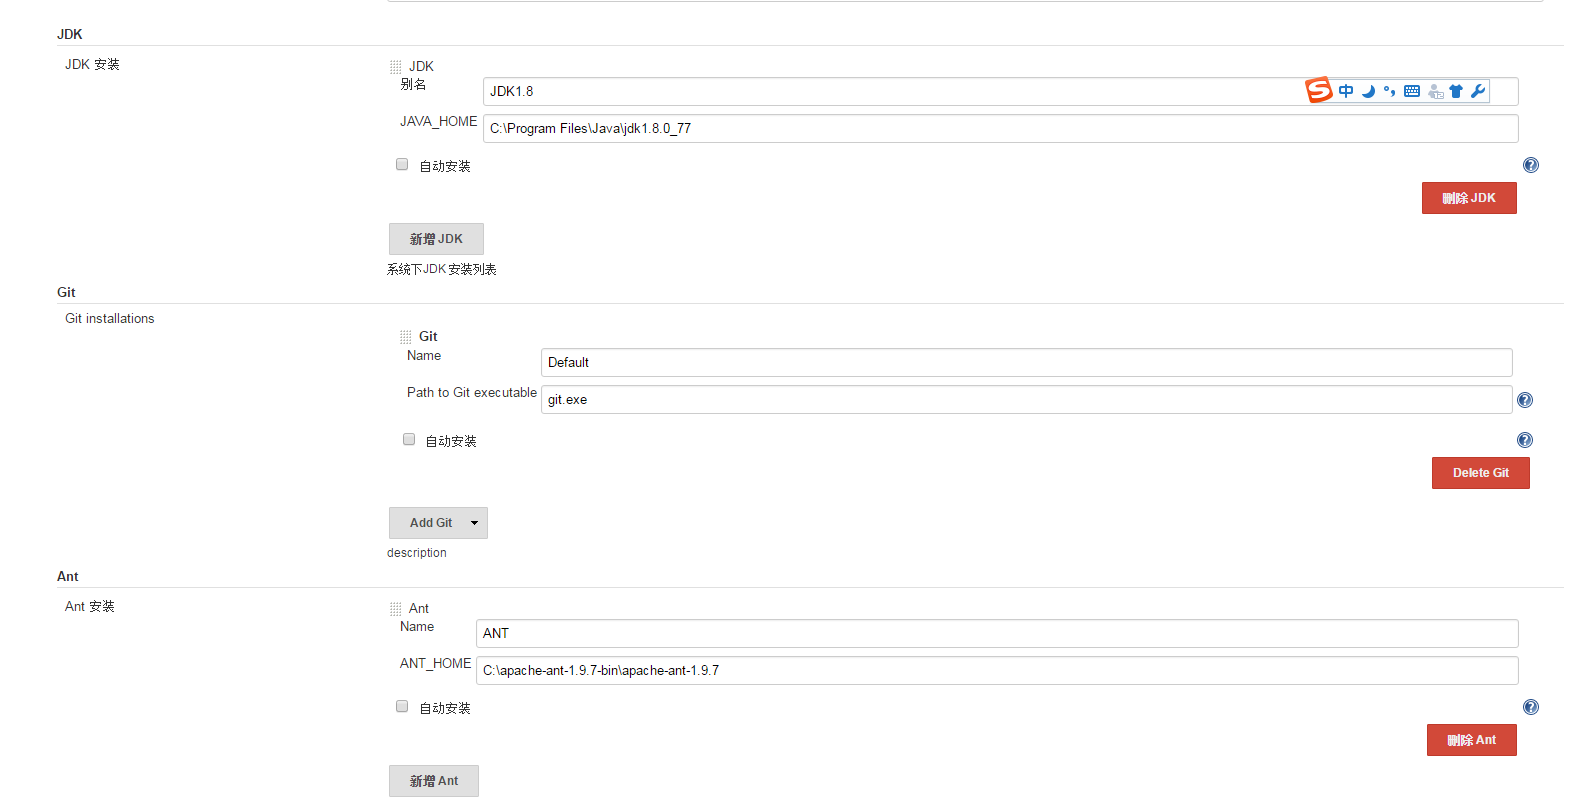 JDK
JDK 安装
JDK
别名
JDK1.8
中
JAVA_HOME
C:\Program Files\Java\jdk1.8.0_77
自动安装
删除 JDK
新增 JDK
系统下JDK 安装列表
Git
Git installations
Git
Name
Default
Path to Git executable
git.exe
自动安装
Delete Git
Add Git
description
Ant
Ant 安装
Ant
Name
ANT
ANT_HOME
C:\apache-ant-1.9.7-bin\apache-ant-1.9.7
自动安装
删除 Ant
新增 Ant